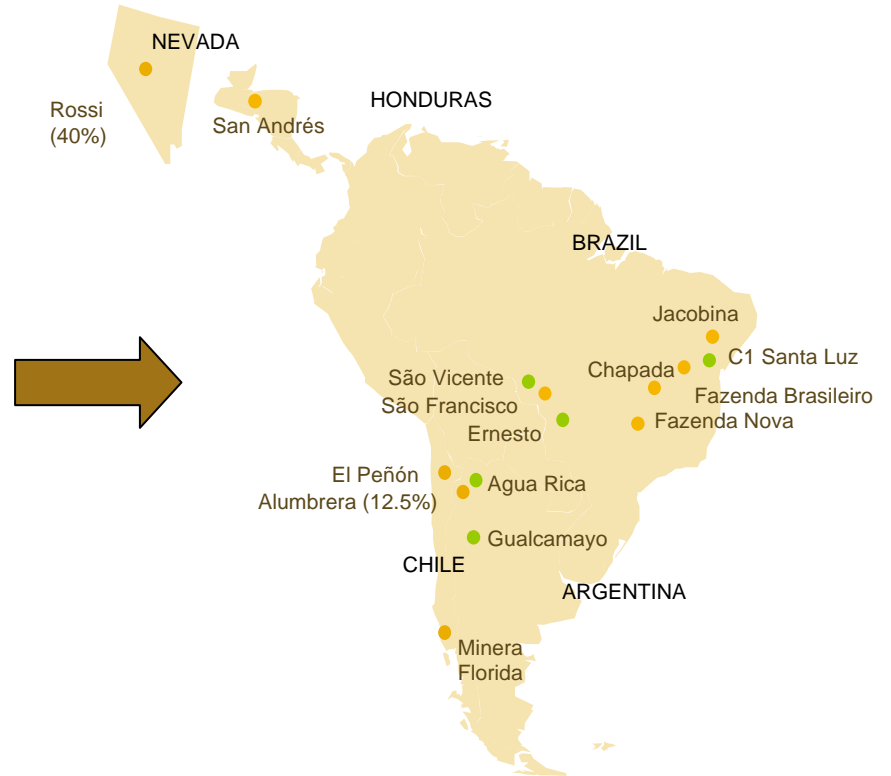 NEVADA
Rossi
(40%)
San Andrés
HONDURAS
BRAZIL
Jacobina
C1 Santa Luz
Chapada
Fazenda Brasileiro
Fazenda Nova
São Vicente
São Francisco
Ernesto
El Peñón
Agua Rica
Alumbrera (12.5%)
Gualcamayo
CHILE
ARGENTINA
Minera
Florida